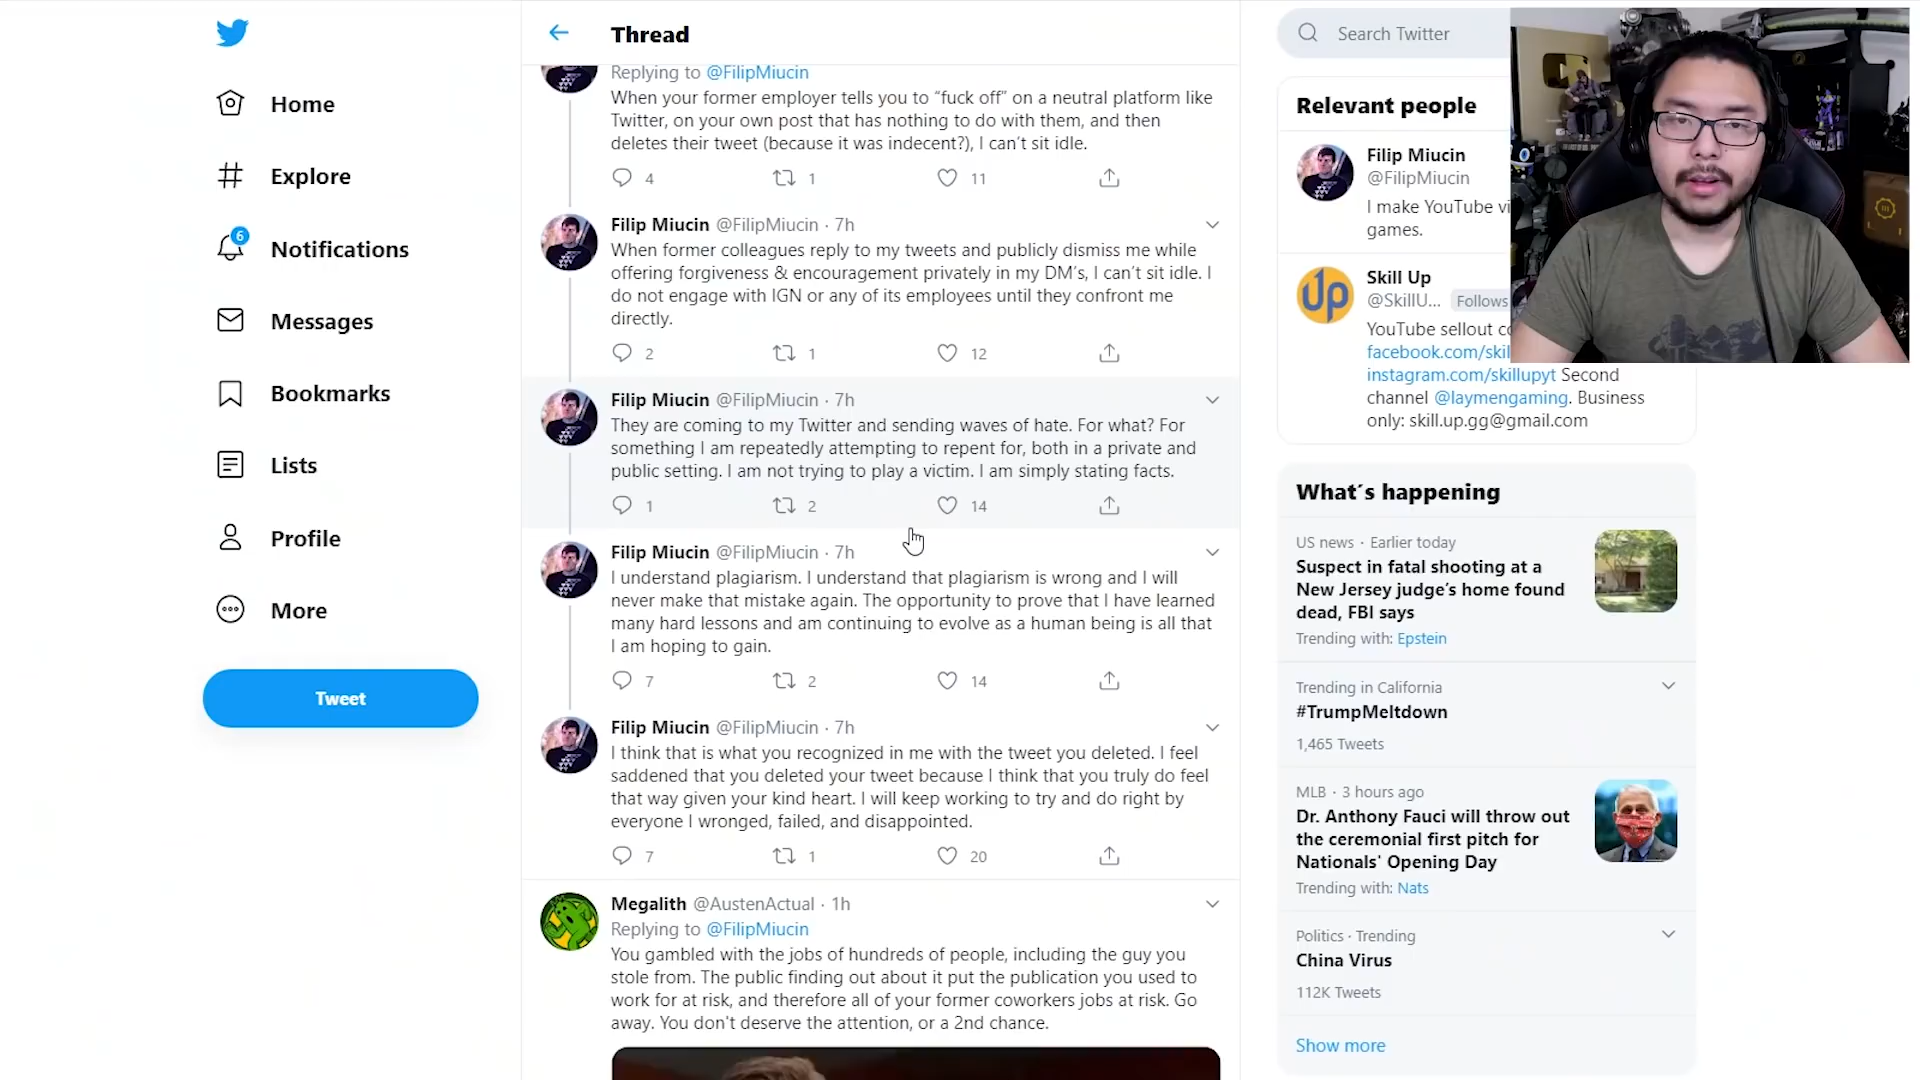 Home
Explore
6
Notifications
Messages
Bookmarks
Lists
Profile
More
Tweet
Thread
Replying to @FilipMiucin
When your former employer tells you to “fuck off” on a neutral platform like
Twitter, on your own post that has nothing to do with them, and then
deletes their tweet (because it was indecent?), I can’t sit idle.
4 1 11
Filip Miucin @FilipMiucin · 7h
When former colleagues reply to my tweets and publicly dismiss me while
offering forgiveness & encouragement privately in my DM’s, I can’t sit idle. I
do not engage with IGN or any of its employees until they confront me
directly.
2 1 12
Filip Miucin @FilipMiucin · 7h
They are coming to my Twitter and sending waves of hate. For what? For
something I am repeatedly attempting to repent for, both in a private and
public setting. I am not trying to play a victim. I am simply stating facts.
1 2 14
Filip Miucin @FilipMiucin · 7h
I understand plagiarism. I understand that plagiarism is wrong and I will
never make that mistake again. The opportunity to prove that I have learned
many hard lessons and am continuing to evolve as a human being is all that
I am hoping to gain.
7 2 14
Filip Miucin @FilipMiucin · 7h
I think that is what you recognized in me with the tweet you deleted. I feel
saddened that you deleted your tweet because I think that you truly do feel
that way given your kind heart. I will keep working to try and do right by
everyone I wronged, failed, and disappointed.
7 1 20
Megalith @AustenActual · 1h
Replying to @FilipMiucin
You gambled with the jobs of hundreds of people, including the guy you
stole from. The public finding out about it put the publication you used to
work for at risk, and therefore all of your former coworkers jobs at risk. Go
away. You don't deserve the attention, or a 2nd chance.
Search Twitter
Relevant people
Filip Miucin
@FilipMiucin
I make YouTube vi
games.
Up
Skill Up
@SkillU... Follows
YouTube sellout co
facebook.com/skil
instagram.com/skillupyt Second
channel @laymengaming. Business
only: skill.up.gg@gmail.com
What's happening
US news · Earlier today
Suspect in fatal shooting at a
New Jersey judge’s home found
dead, FBI says
Trending with: Epstein
Trending in California
#TrumpMeltdown
1,465 Tweets
MLB · 3 hours ago
Dr. Anthony Fauci will throw out
the ceremonial first pitch for
Nationals' Opening Day
Trending with: Nats
Politics · Trending
China Virus
112K Tweets
Show more